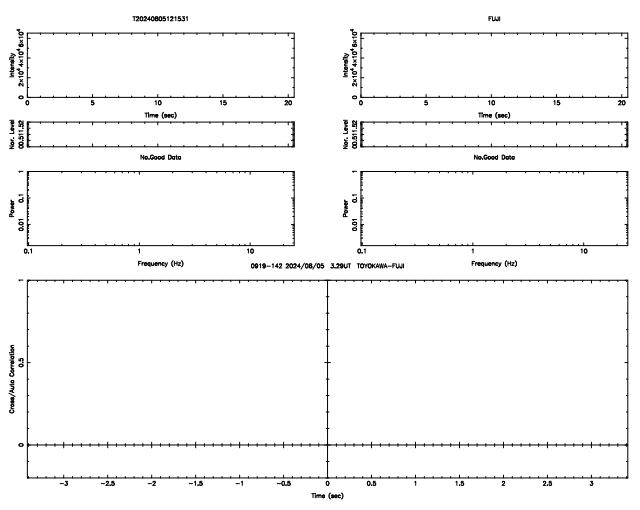 T20240805121531 FUJI
Intensity
0 2×10⁴ 4×10⁴ 6×10⁴
0 5 10 15 20
Time (sec)
Intensity
0 2×10⁴ 4×10⁴ 6×10⁴
0 5 10 15 20
Time (sec)
Nor. Level
0 0.5 1 1.5 2
Nor. Level
0 0.5 1 1.5 2
No.Good Data
No.Good Data
Power
1
0.1
0.01
0.1 1 10
Frequency (Hz)
Power
1
0.1
0.01
0.1 1 10
Frequency (Hz)
0919-142 2024/08/05 3.29UT TOYOKAWA-FUJI
Cross/Auto Correlation
1
0.5
0
-3 -2.5 -2 -1.5 -1 -0.5 0 0.5 1 1.5 2 2.5 3
Time (sec)